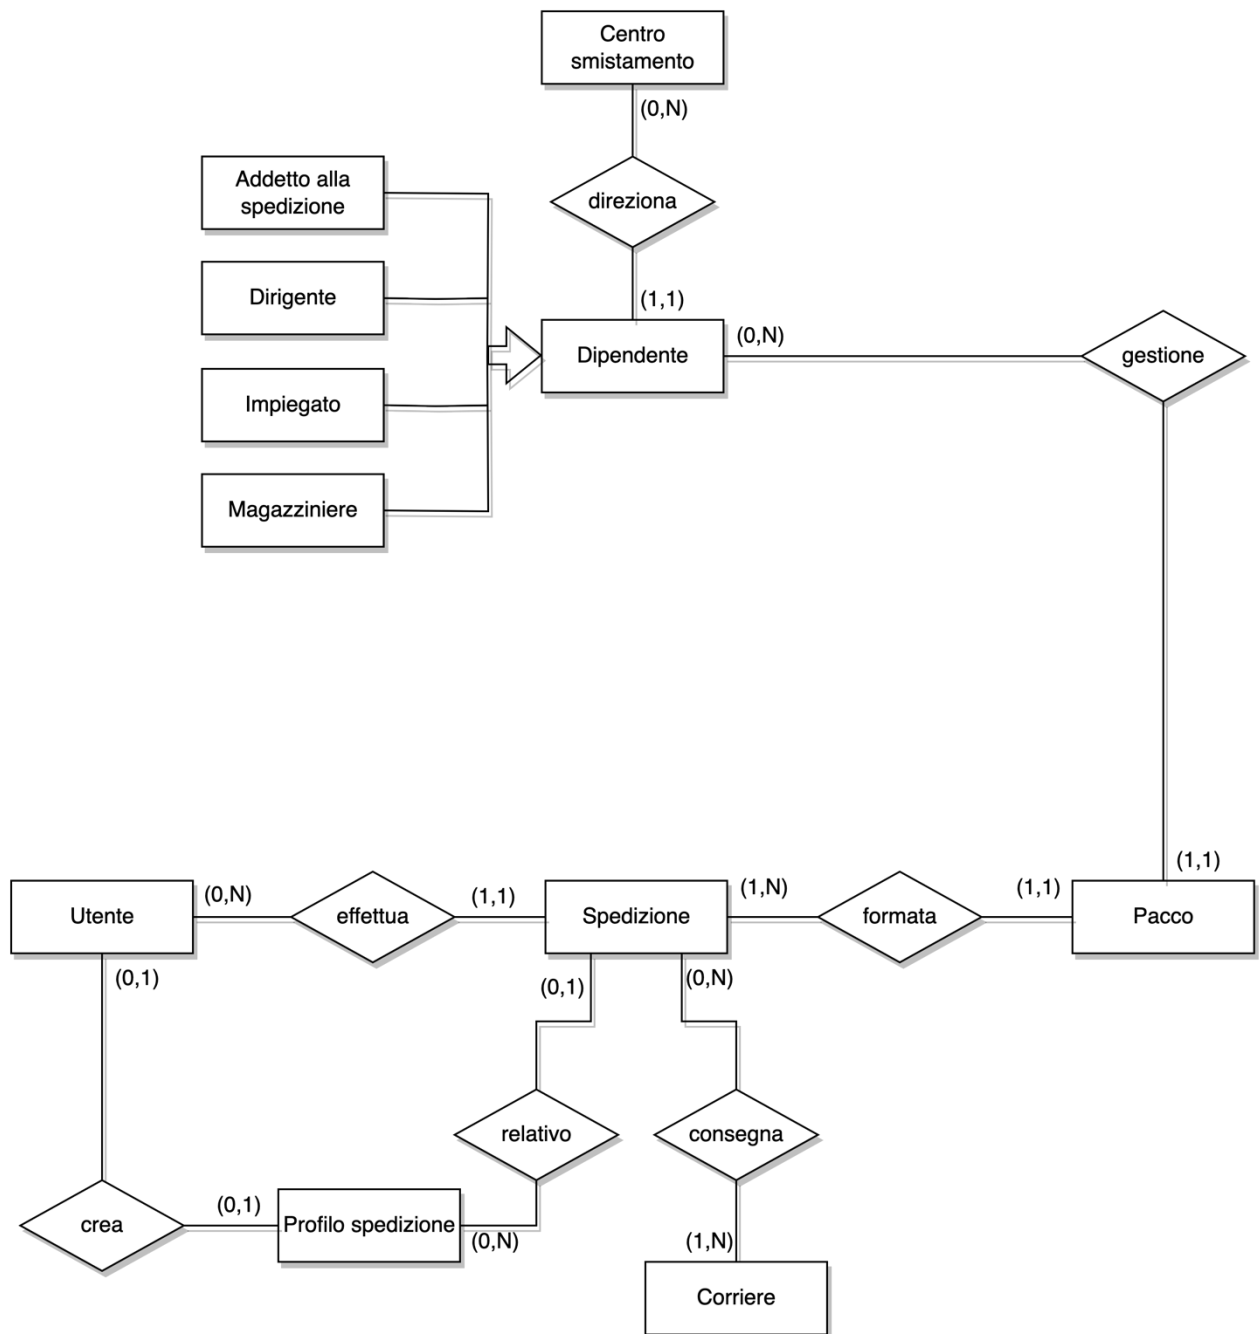 Centro
smistamento
(0,N)
Addetto alla
spedizione
direziona
Dirigente
(1,1)
Dipendente
(0,N)
gestione
Impiegato
Magazziniere
(1,1)
Utente
(0,N)
effettua
(1,1)
Spedizione
(1,N)
formata
(1,1)
Pacco
(0,1)
(0,1)
(0,N)
relativo
consegna
crea
(0,1)
Profilo spedizione
(0,N)
(1,N)
Corriere